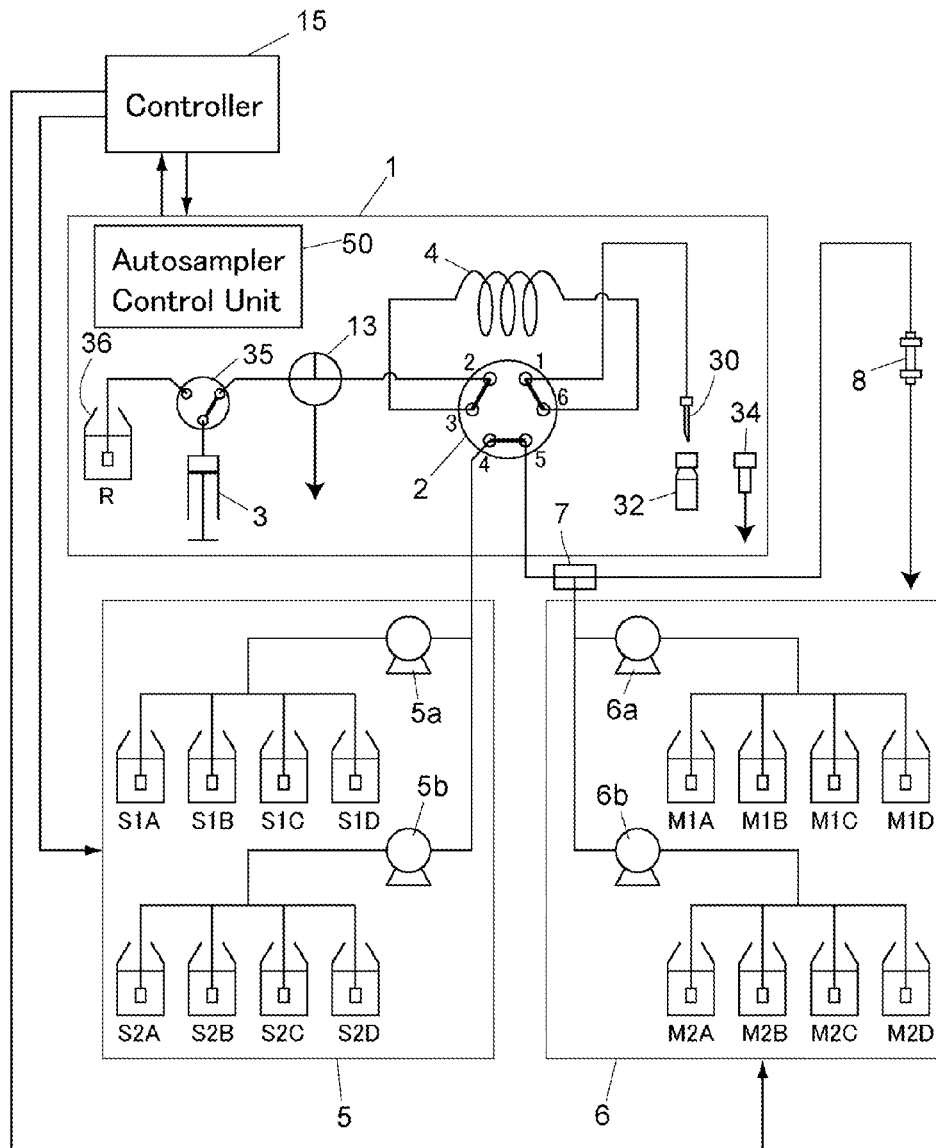 15
Controller
1
50
Autosampler
Control Unit
4
13
36
35
2
1
30
8
3
6
34
4
5
R
3
2
32
7
5a
6a
S1A
S1B
S1C
S1D
5b
6b
M1A
M1B
M1C
M1D
S2A
S2B
S2C
S2D
M2A
M2B
M2C
M2D
5
6